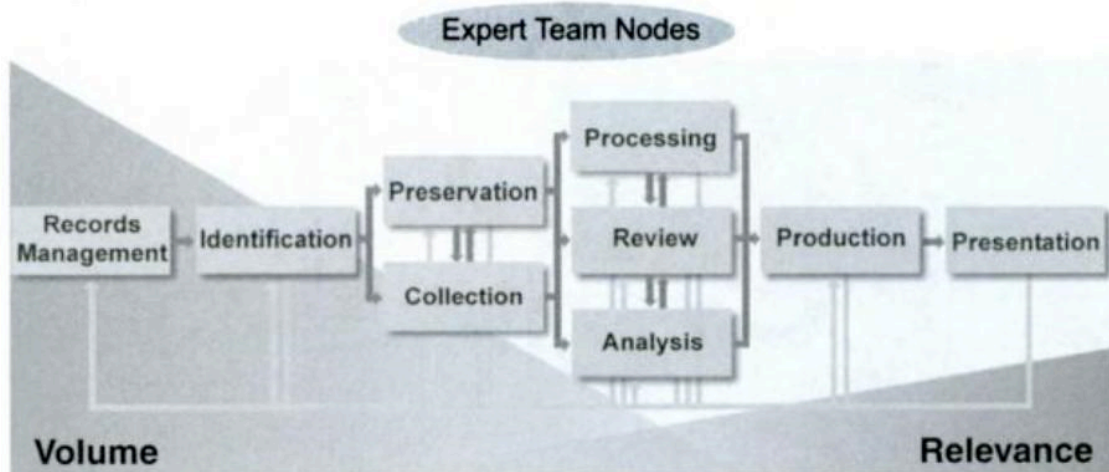 Expert Team Nodes
Processing
Preservation
Records
Management
Identification
Review
Production
Presentation
Collection
Analysis
Volume
Relevance